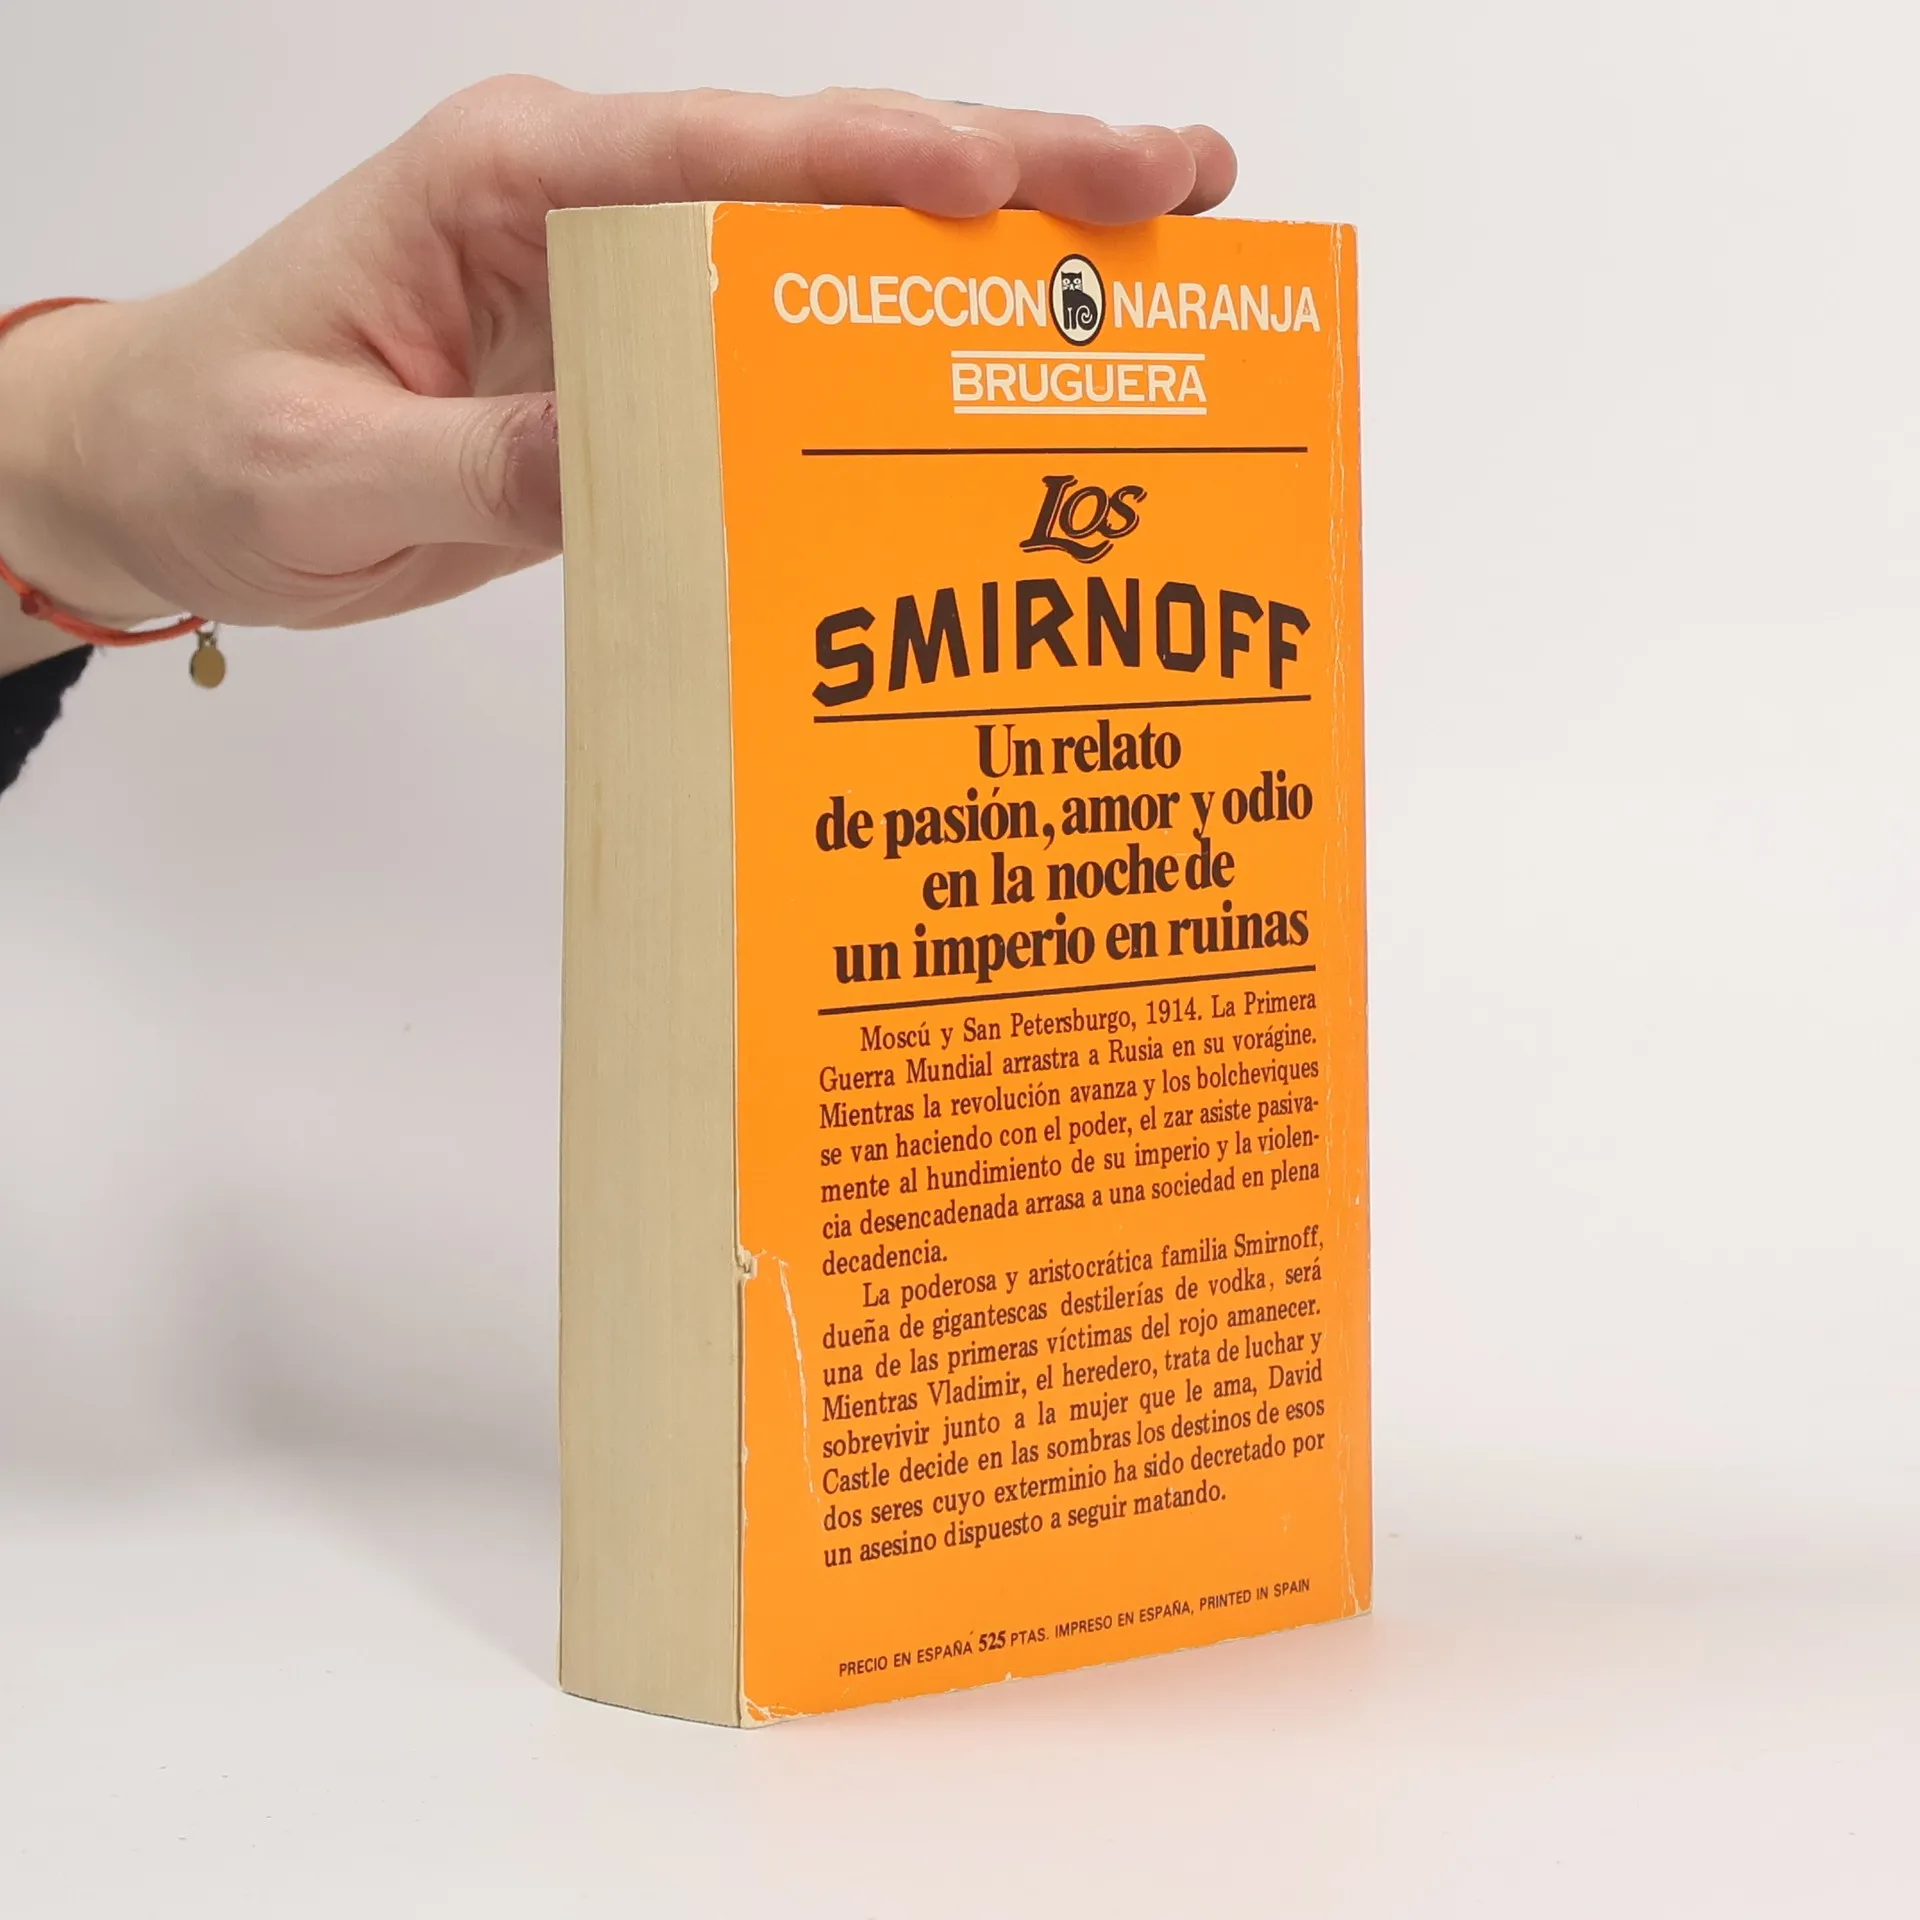 COLECCION NARANJA
BRUGUERA
Los
SMIRNOFF
Un relato
de pasión, amor y odio
en la noche de
un imperio en ruinas
Moscú y San Petersburgo, 1914. La Primera
Guerra Mundial arrastra a Rusia en su vorágine.
Mientras la revolución avanza y los bolcheviques
se van haciendo con el poder, el zar asiste pasiva-
mente al hundimiento de su imperio y la violen-
cia desencadenada arrasa a una sociedad en plena
decadencia.
La poderosa y aristocrática familia Smirnoff,
dueña de gigantescas destilerías de vodka, será
una de las primeras víctimas del rojo amanecer.
Mientras Vladimir, el heredero, trata de luchar y
sobrevivir junto a la mujer que le ama, David
Castle decide en las sombras los destinos de esos
dos seres cuyo exterminio ha sido decretado por
un asesino dispuesto a seguir matando.
PRECIO EN ESPAÑA 525 PTAS. IMPRESO EN ESPAÑA, PRINTED IN SPAIN